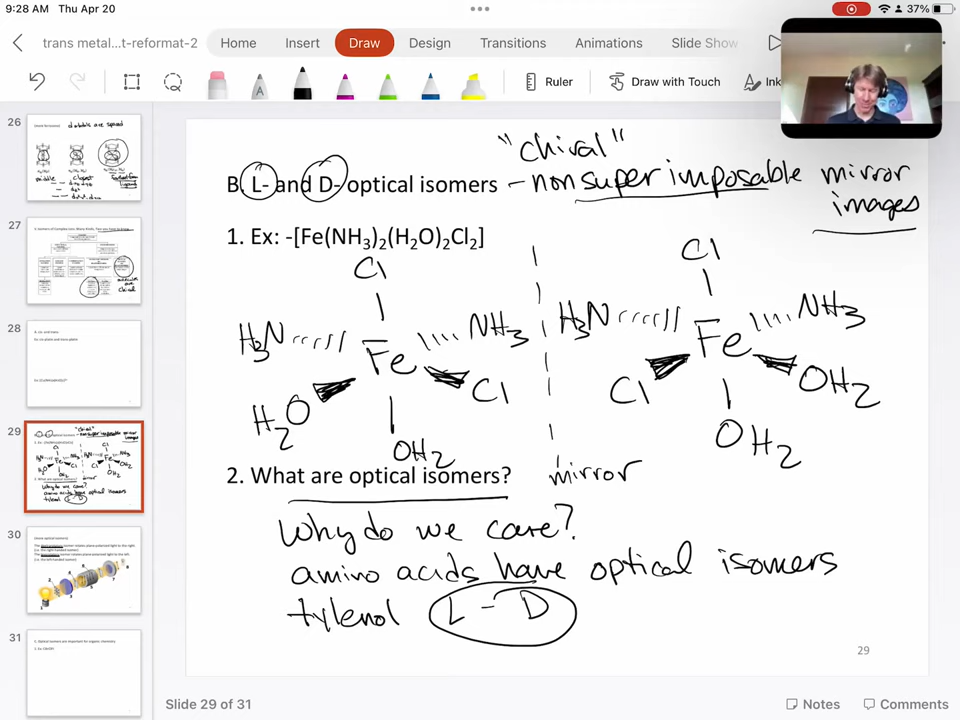 9:28 AM Thu Apr 20
37%
trans metal...t-reformat-2
Home
Insert
Draw
Design
Transitions
Animations
Slide Show
Ruler
Draw with Touch
Ink
26
27
28
29
30
31
"chiral"
B. L- and D- optical isomers – nonsuperimposable mirror
images
1. Ex: -[Fe(NH3)2(H2O)2Cl2]
Cl
Cl
H3N
NH3
H3N
NH3
Fe
Fe
H2O
Cl
Cl
OH2
OH2
OH2
2. What are optical isomers?
mirror
Why do we care?
amino acids have optical isomers
tylenol L - D
29
Slide 29 of 31
Notes
Comments